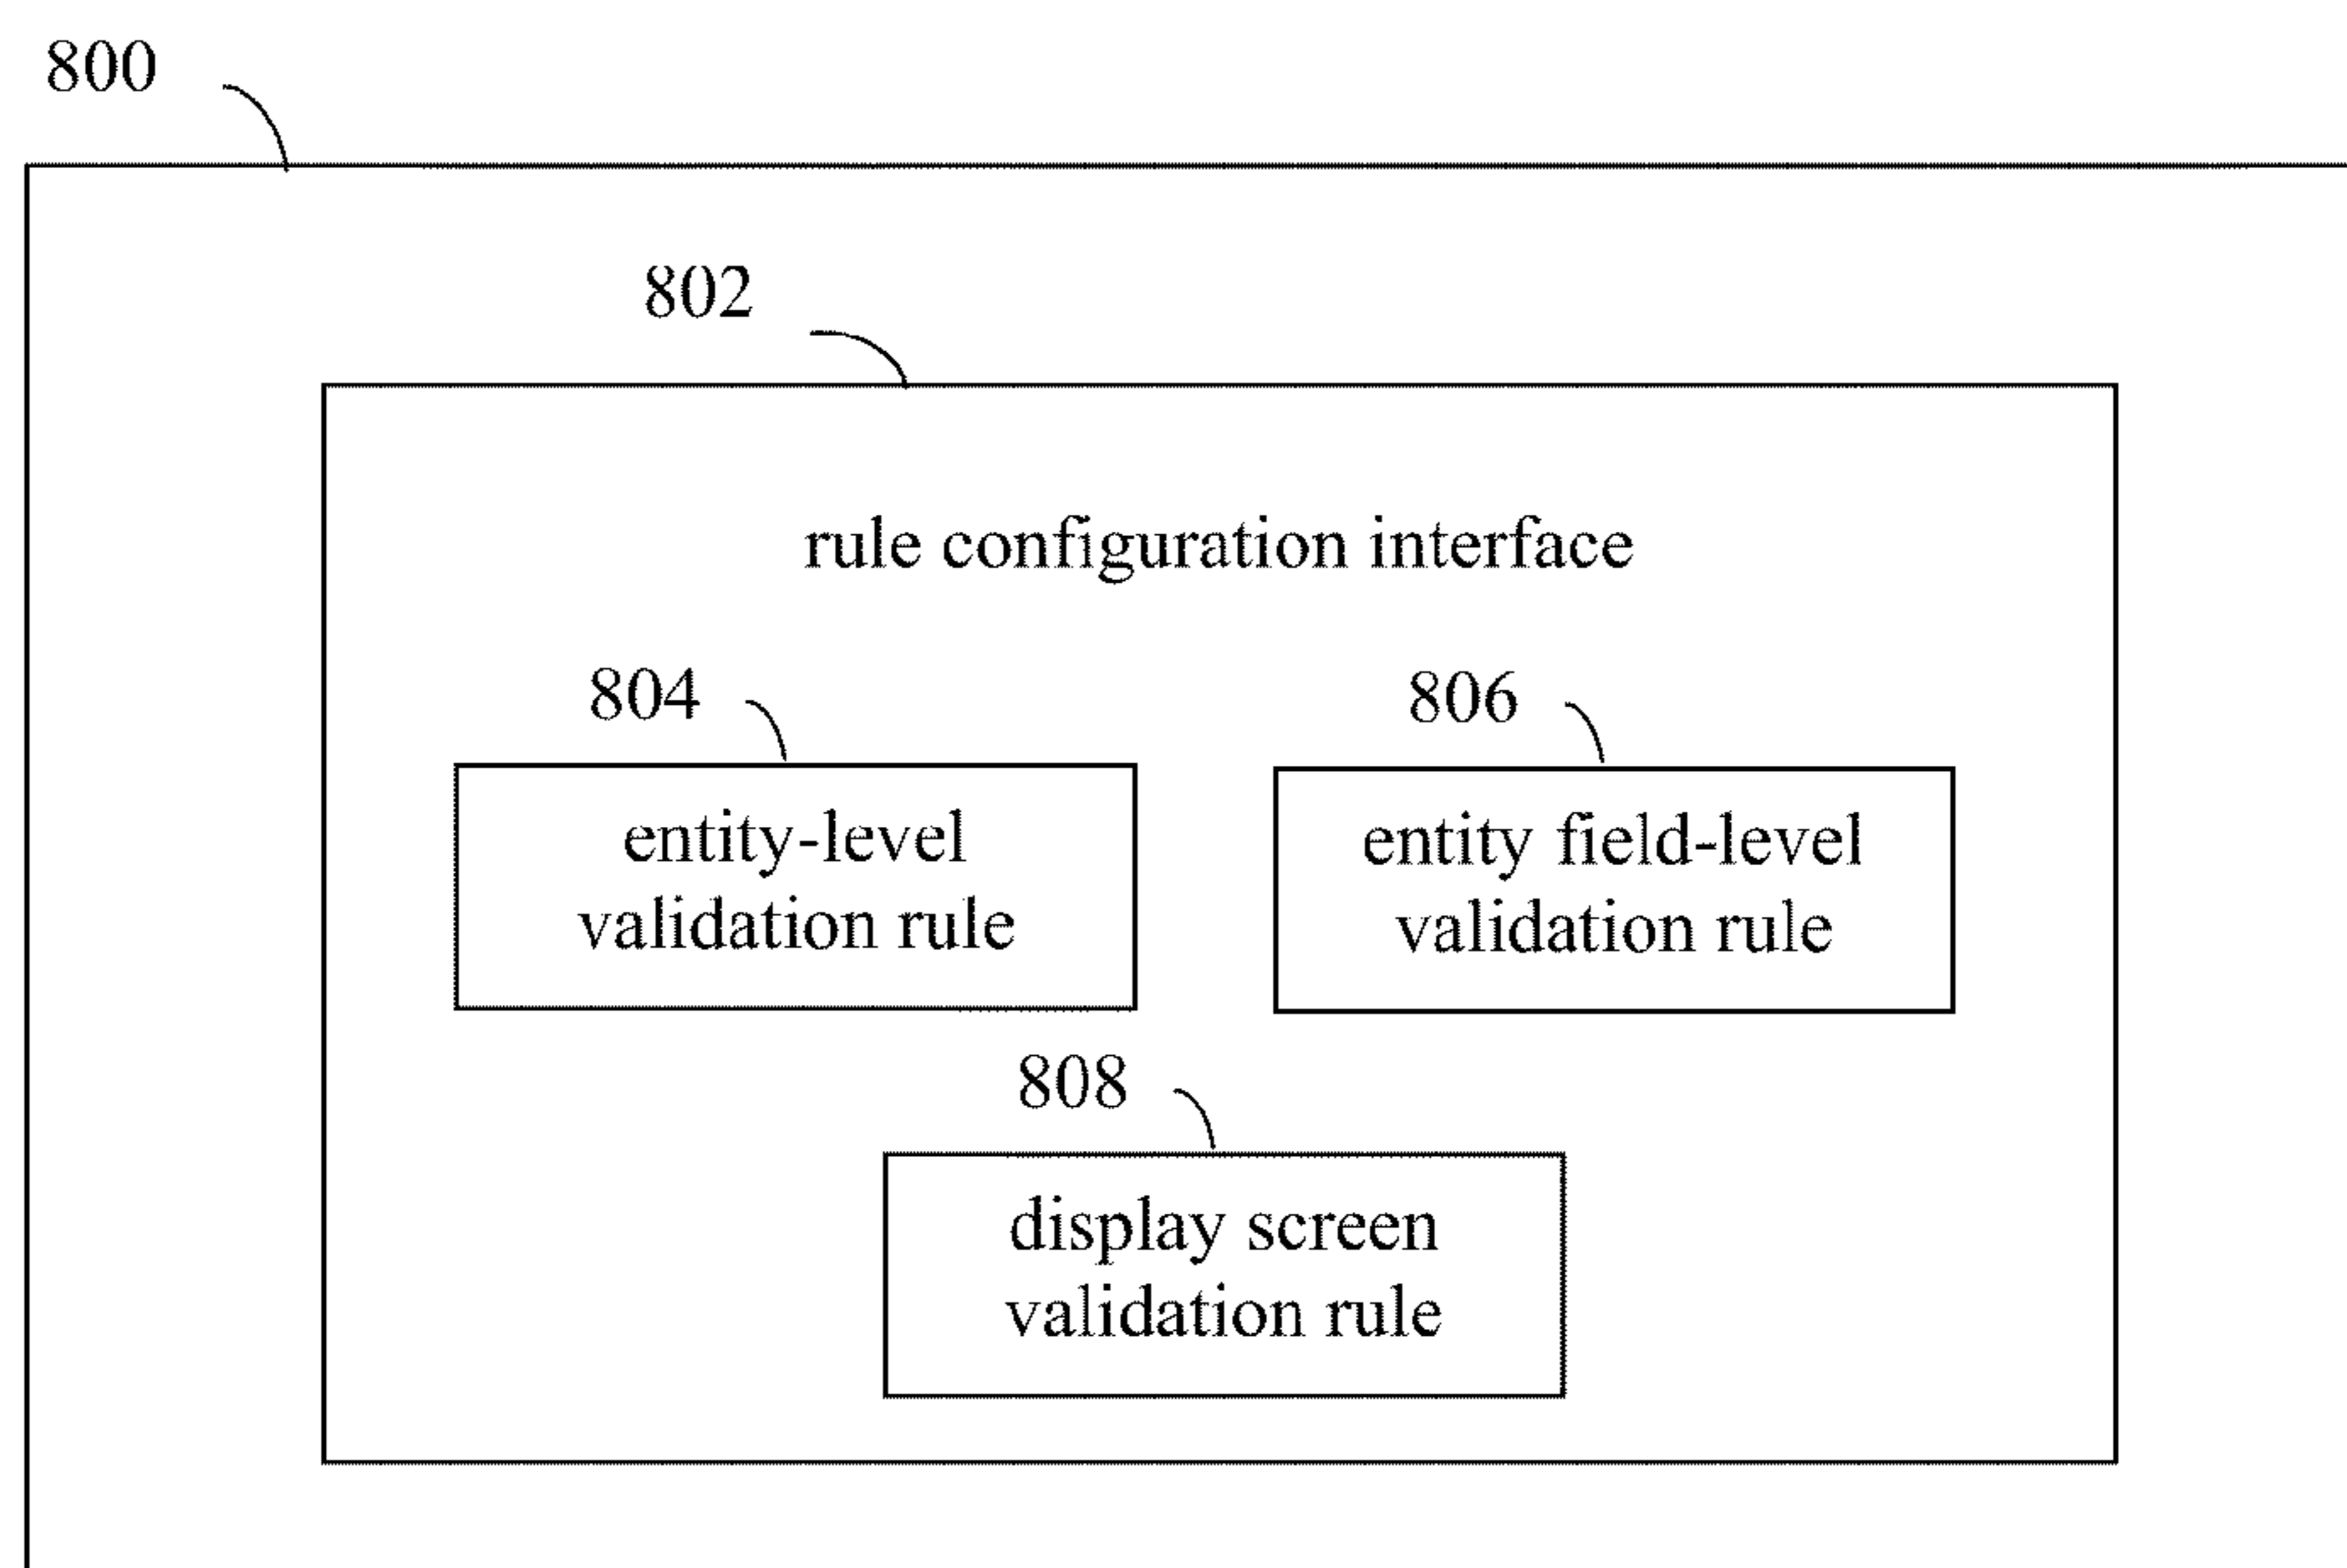 800
802
rule configuration interface
804
806
entity-level
validation rule
entity field-level
validation rule
808
display screen
validation rule